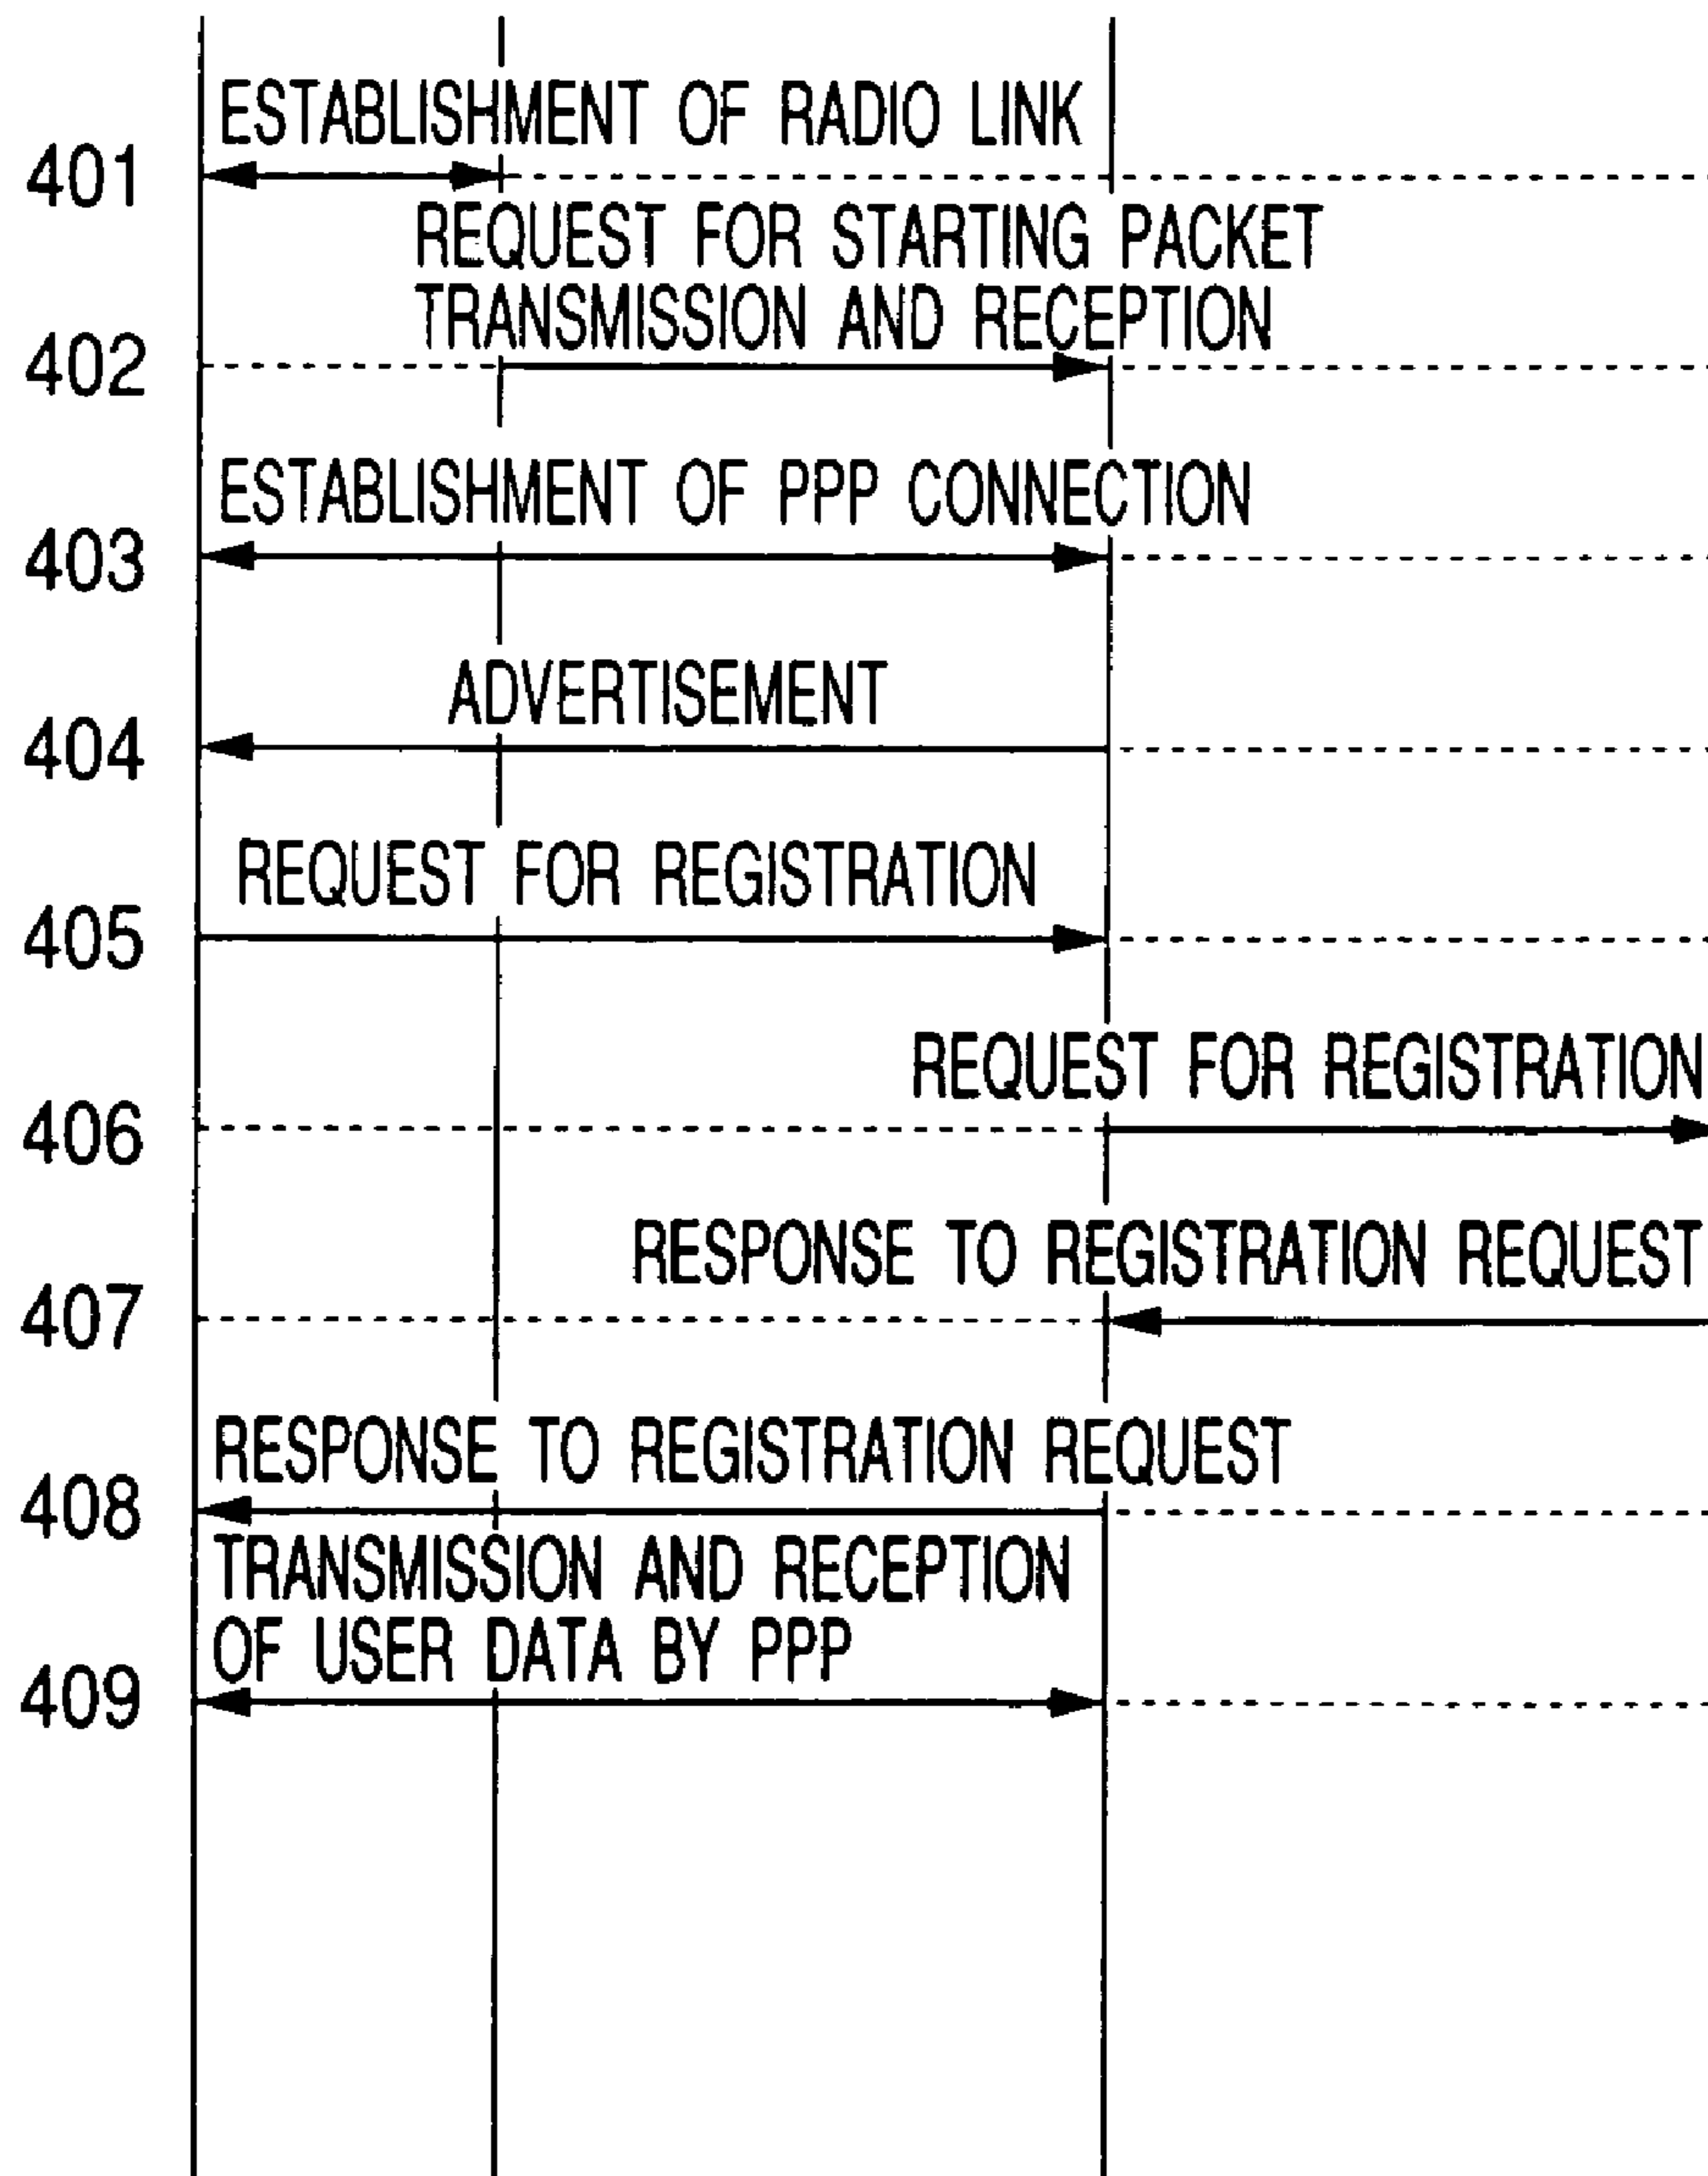 ESTABLISHMENT OF RADIO LINK
401
REQUEST FOR STARTING PACKET
TRANSMISSION AND RECEPTION
402
ESTABLISHMENT OF PPP CONNECTION
403
ADVERTISEMENT
404
REQUEST FOR REGISTRATION
405
REQUEST FOR REGISTRATION
406
RESPONSE TO REGISTRATION REQUEST
407
RESPONSE TO REGISTRATION REQUEST
408
TRANSMISSION AND RECEPTION
OF USER DATA BY PPP
409